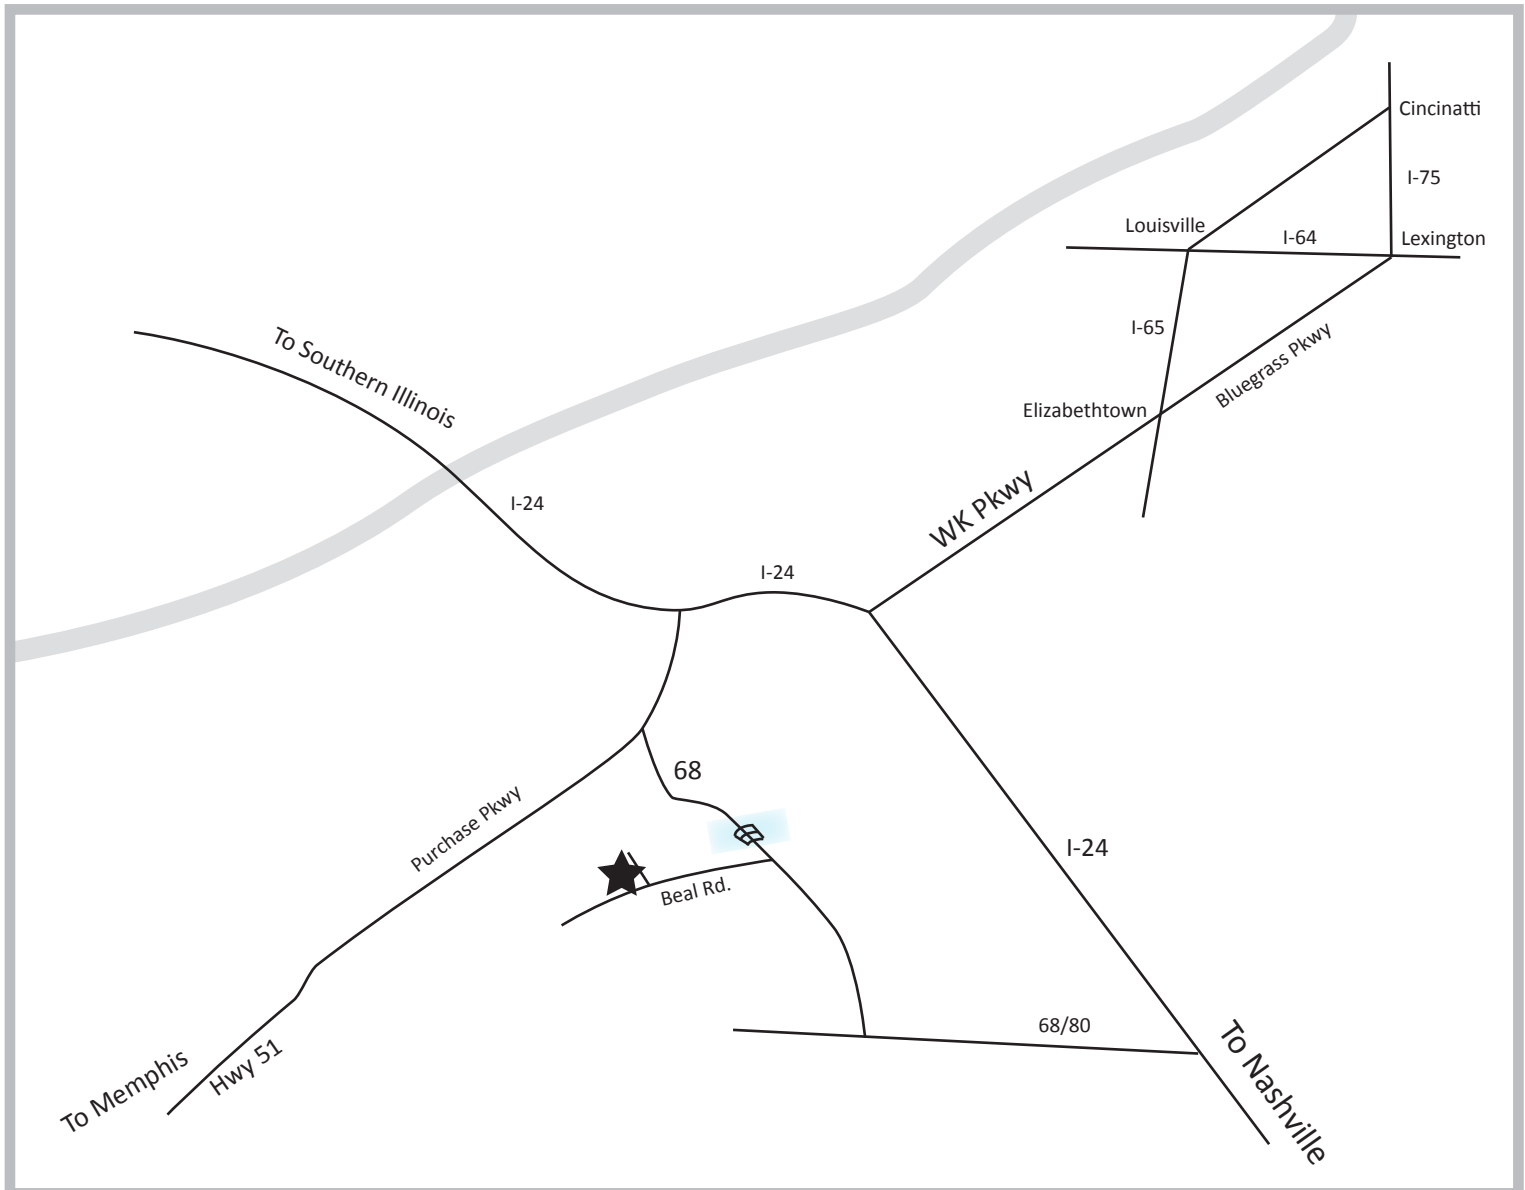 Cincinatti
I-75
Louisville
I-64
Lexington
I-65
Bluegrass Pkwy
To Southern Illinois
Elizabethtown
WK Pkwy
I-24
I-24
68
Purchase Pkwy
I-24
Beal Rd.
68/80
To Memphis
Hwy 51
To Nashville